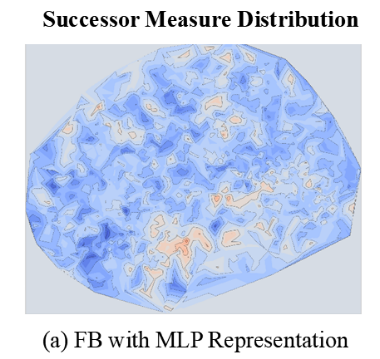 Successor Measure Distribution
(a) FB with MLP Representation